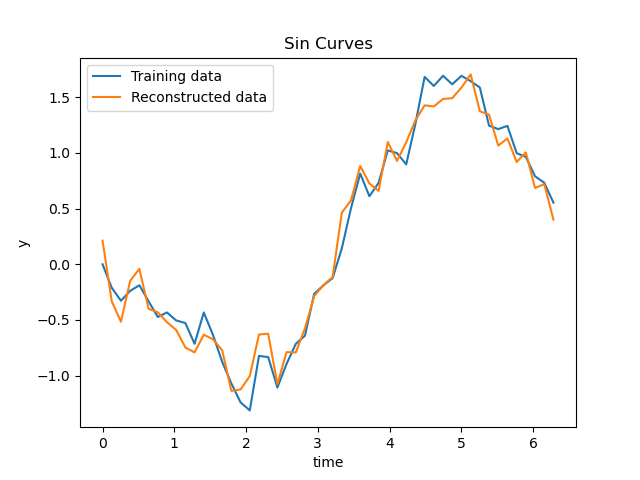 Sin Curves
Training data
Reconstructed data
1.5
1.0
0.5
0.0
−0.5
−1.0
y
0 1 2 3 4 5 6
time